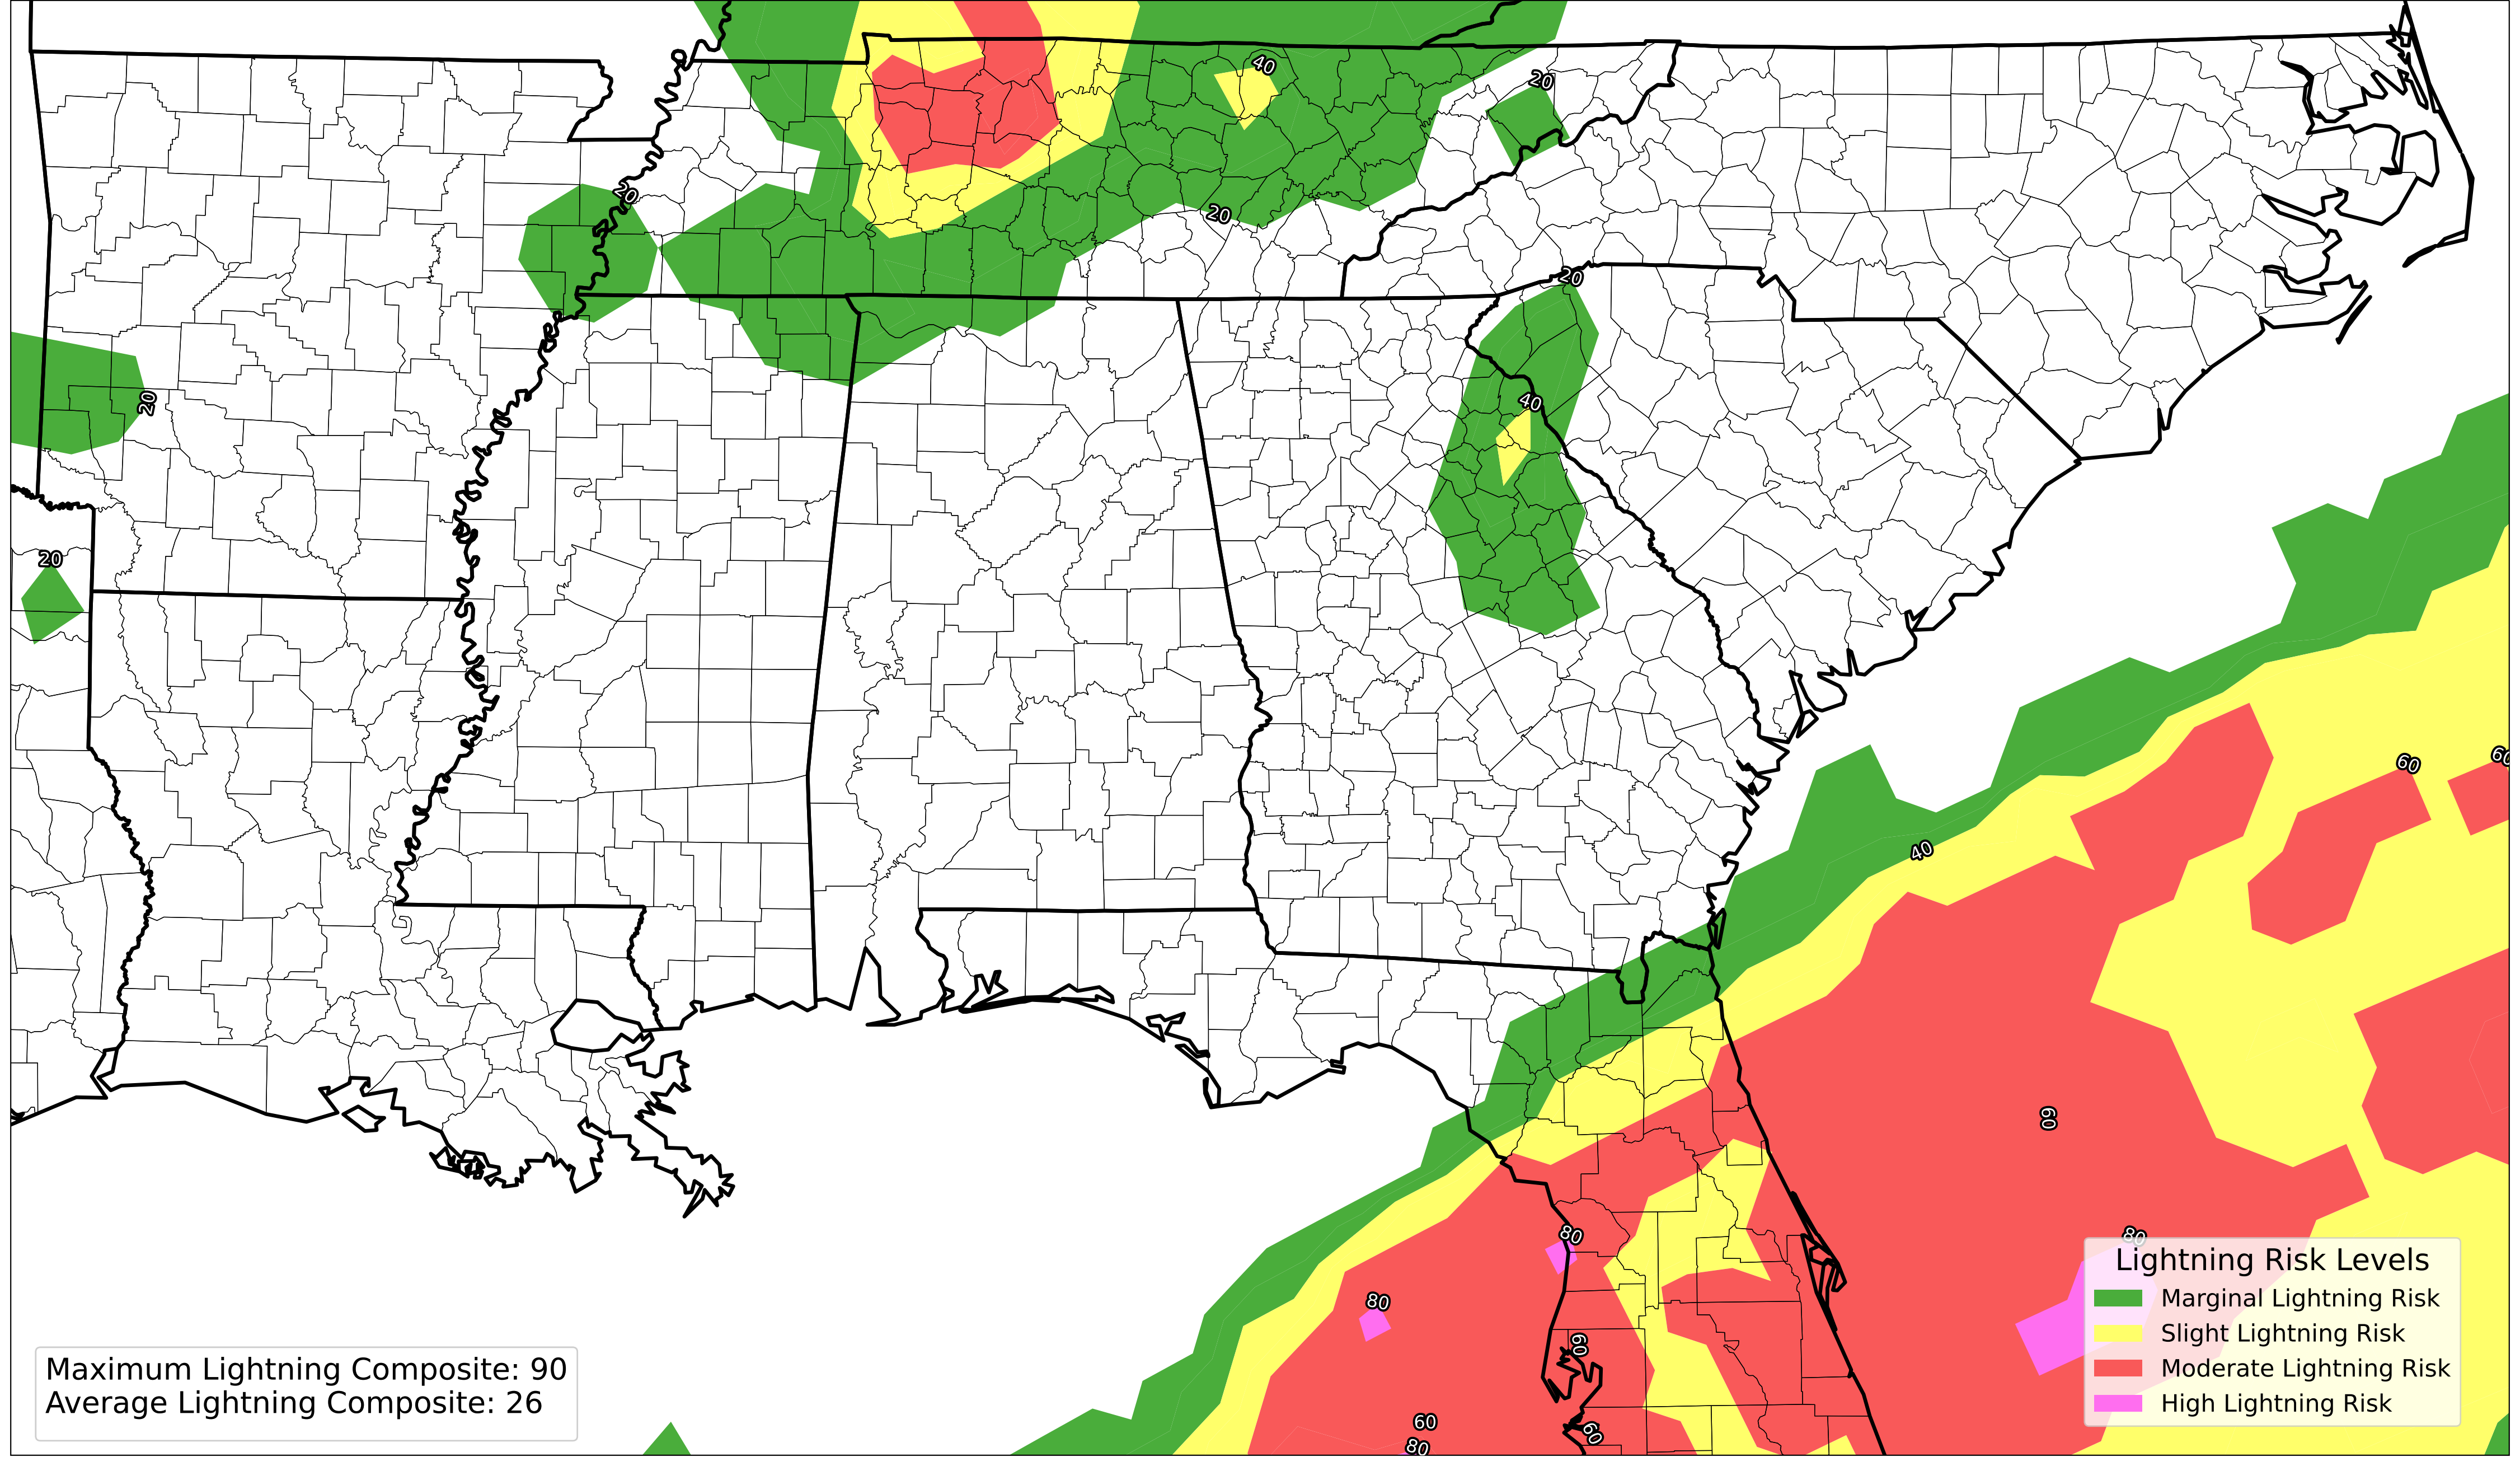 40
20
20
20
20
20
40
20
60
60
40
60
80
80
80
60
60
80
60
Lightning Risk Levels
Marginal Lightning Risk
Slight Lightning Risk
Moderate Lightning Risk
High Lightning Risk
Maximum Lightning Composite: 90
Average Lightning Composite: 26